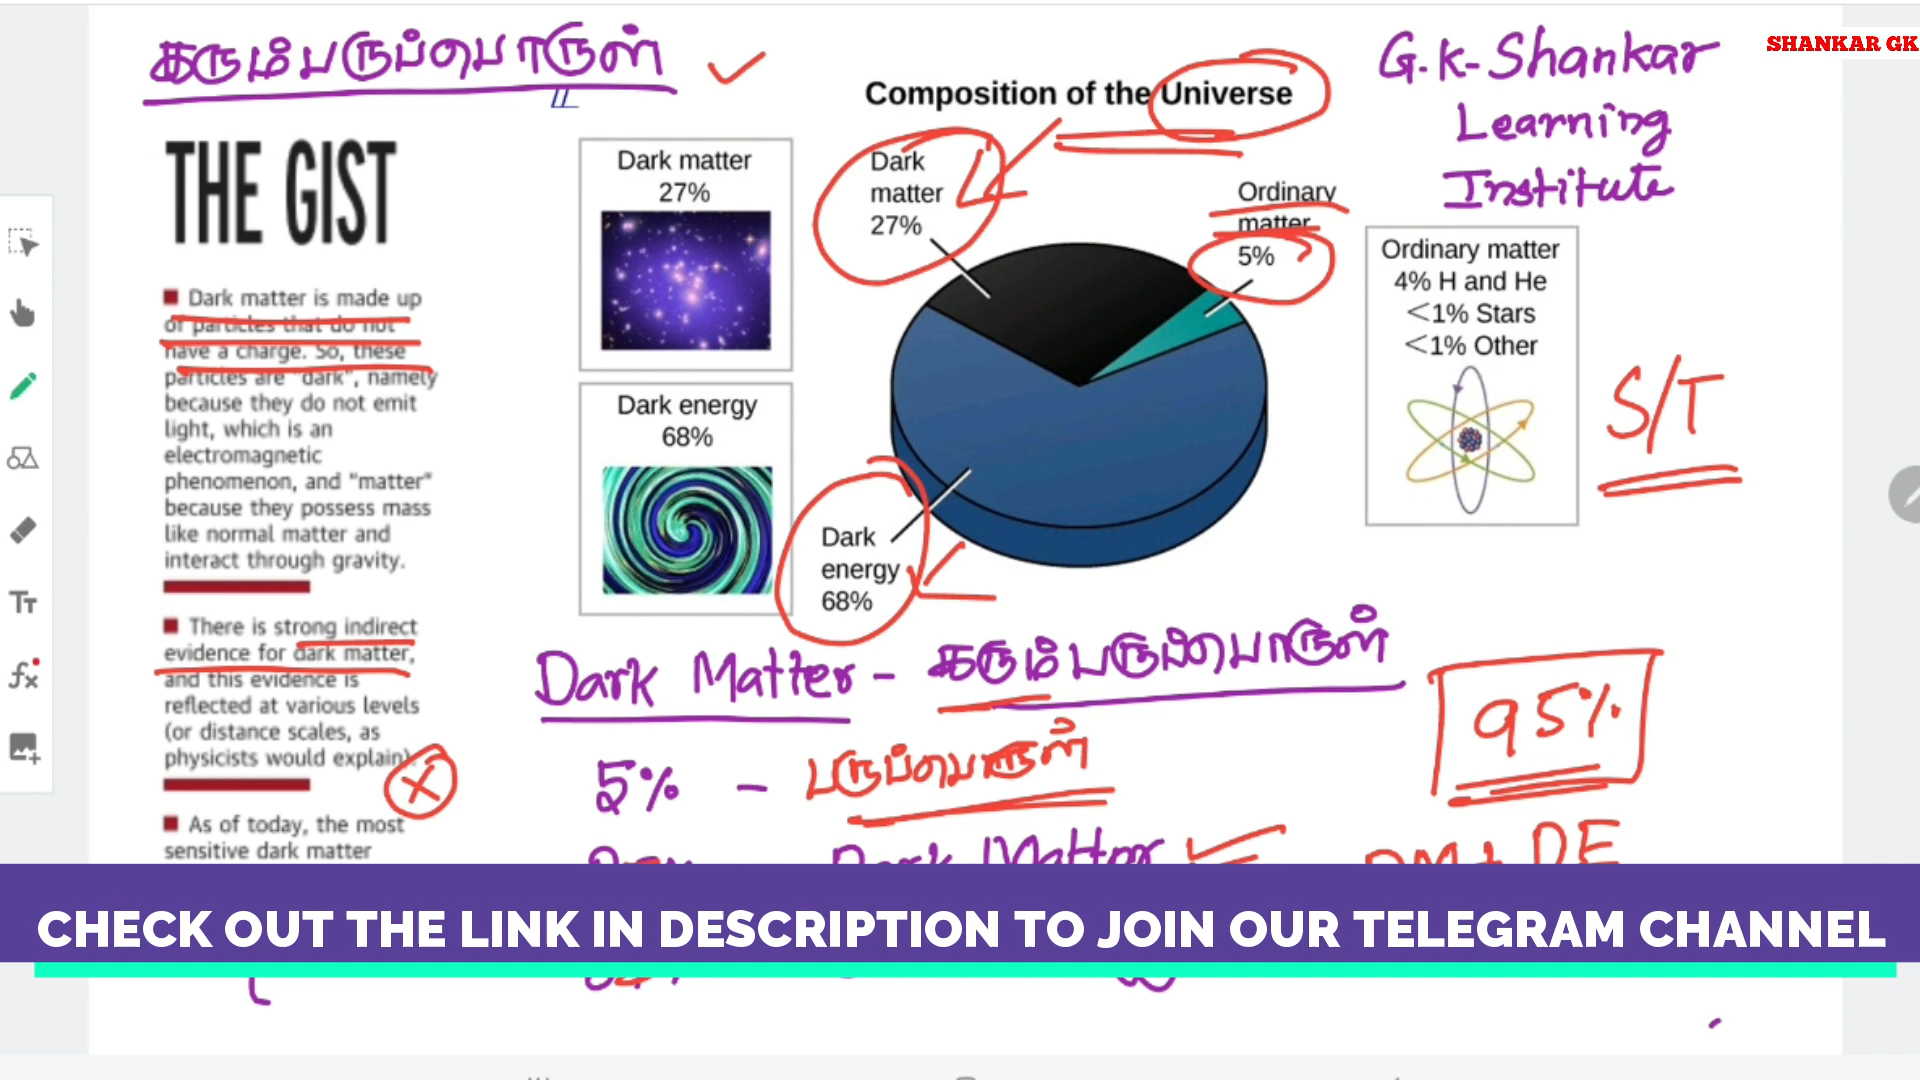 கரும்பருப்பொருள்
SHANKAR GK
G.K-Shankar
Learning
Institute
Composition of the Universe
THE GIST
Dark matter is made up
of particles that do not
have a charge. So, these
particles are "dark", namely
because they do not emit
light, which is an
electromagnetic
phenomenon, and "matter"
because they possess mass
like normal matter and
interact through gravity.
There is strong indirect
evidence for dark matter,
and this evidence is
reflected at various levels
(or distance scales, as
physicists would explain).
As of today, the most
sensitive dark matter
Dark matter
27%
Dark energy
68%
Dark
matter
27%
Ordinary
matter
5%
Dark
energy
68%
Ordinary matter
4% H and He
<1% Stars
<1% Other
S/T
Dark Matter - கரும்பருப்பொருள்
5% - பருப்பொருள்
95%
Dark Matter
DM + DE
CHECK OUT THE LINK IN DESCRIPTION TO JOIN OUR TELEGRAM CHANNEL